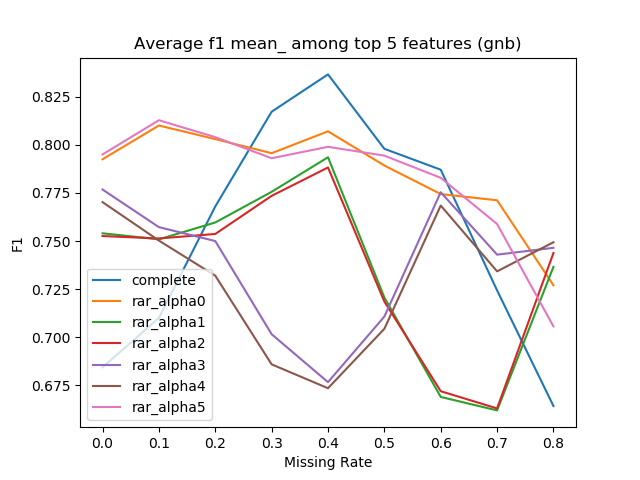 Average f1 mean_ among top 5 features (gnb)
F1
0.825
0.800
0.775
0.750
0.725
0.700
0.675
complete
rar_alpha0
rar_alpha1
rar_alpha2
rar_alpha3
rar_alpha4
rar_alpha5
0.0 0.1 0.2 0.3 0.4 0.5 0.6 0.7 0.8
Missing Rate